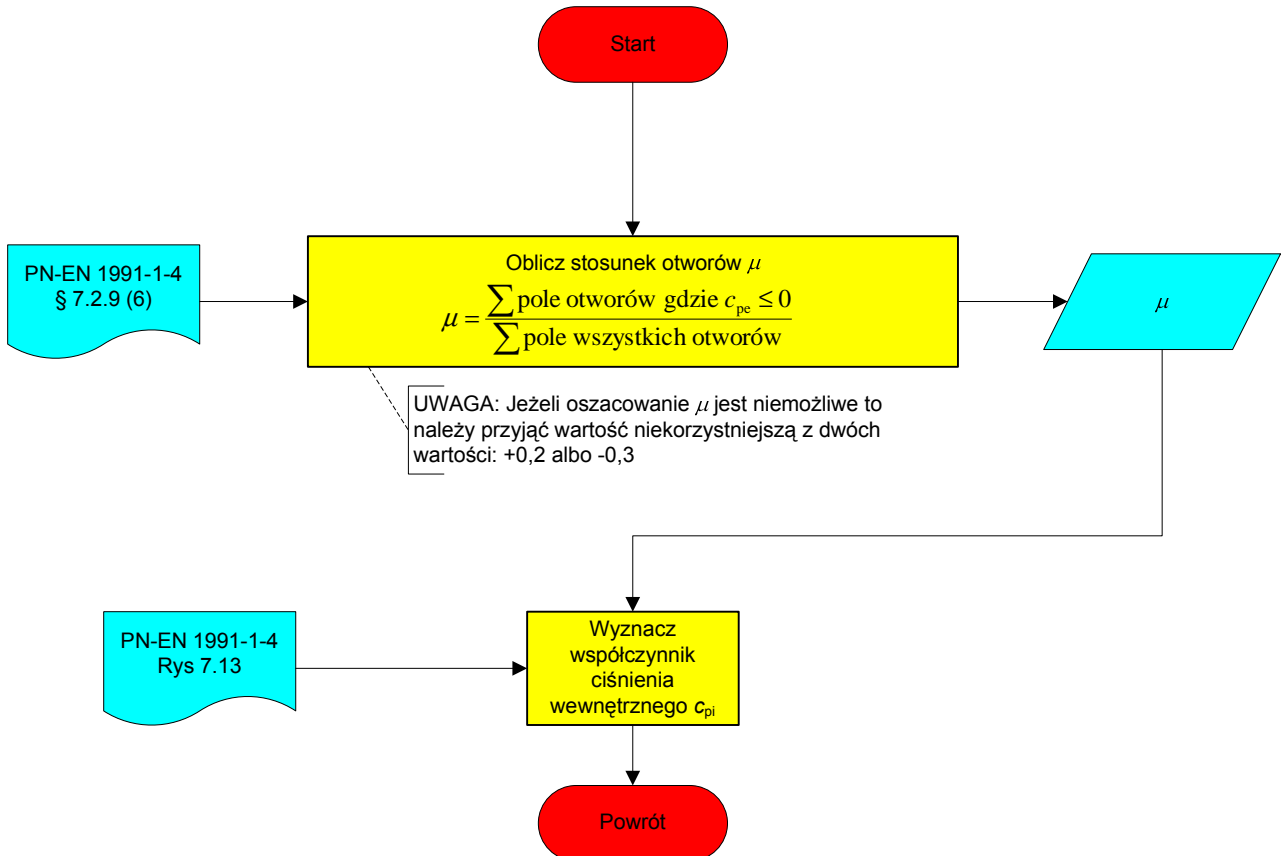 Start
PN-EN 1991-1-4
§ 7.2.9 (6)
Oblicz stosunek otworów μ
μ = ∑ pole otworów gdzie c_pe ≤ 0 / ∑ pole wszystkich otworów
μ
UWAGA: Jeżeli oszacowanie μ jest niemożliwe to
należy przyjąć wartość niekorzystniejszą z dwóch
wartości: +0,2 albo -0,3
PN-EN 1991-1-4
Rys 7.13
Wyznacz
współczynnik
ciśnienia
wewnętrznego c_pi
Powrót